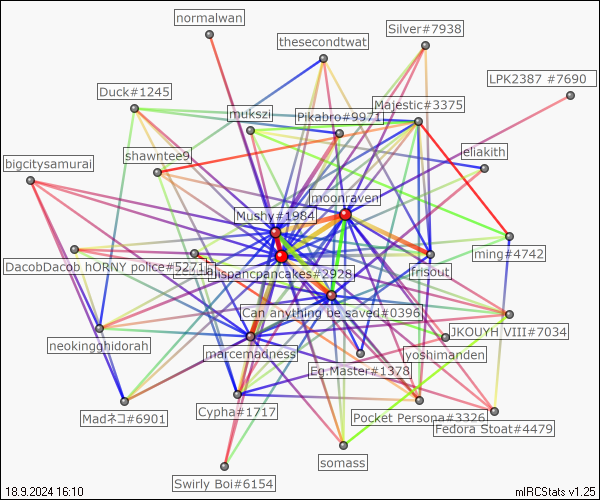 normalwan
thesecondtwat
Silver#7938
LPK2387 #7690
Duck#1245
mukszi
Pikabro#9971
Majestic#3375
shawntee9
eliakith
bigcitysamurai
moonraven
Mushy#1984
ming#4742
DacobDacob hORNY police#5271
hispancpancakes#2928
frisout
Can anything be saved#0396
JKOUYH VIII#7034
neokingghidorah
marcemadness
yoshimanden
Eg.Master#1378
Madネコ#6901
Cypha#1717
Pocket Persona#3326
Fedora Stoat#4479
somass
Swirly Boi#6154
18.9.2024 16:10
mIRCStats v1.25